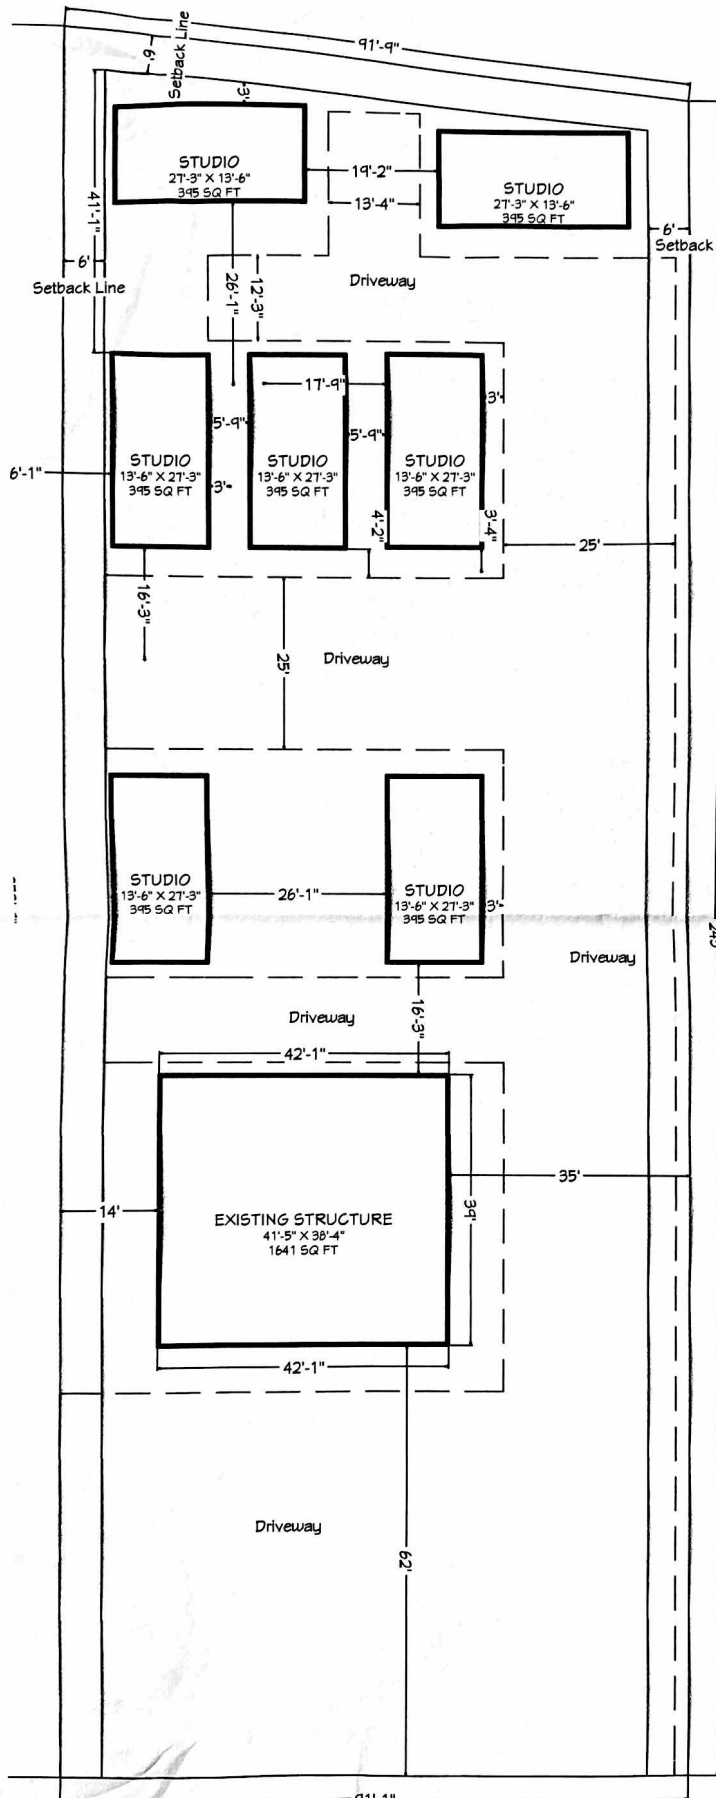 91'-9"
Setback Line
6'
3'
STUDIO
27'-3" X 13'-6"
395 SQ FT
19'-2"
13'-4"
STUDIO
27'-3" X 13'-6"
395 SQ FT
41'-1"
6'
Setback Line
6'
Setback
26'-1"
12'-3"
Driveway
17'-9"
3'
5'-9"
5'-9"
6'-1"
STUDIO
13'-6" X 27'-3"
395 SQ FT
3'
STUDIO
13'-6" X 27'-3"
395 SQ FT
STUDIO
13'-6" X 27'-3"
395 SQ FT
4'-2"
3'-4"
25'
16'-3"
25'
Driveway
STUDIO
13'-6" X 27'-3"
395 SQ FT
26'-1"
STUDIO
13'-6" X 27'-3"
395 SQ FT
3'
Driveway
Driveway
16'-3"
42'-1"
14'
EXISTING STRUCTURE
41'-5" X 38'-4"
1641 SQ FT
39'
35'
42'-1"
Driveway
62'